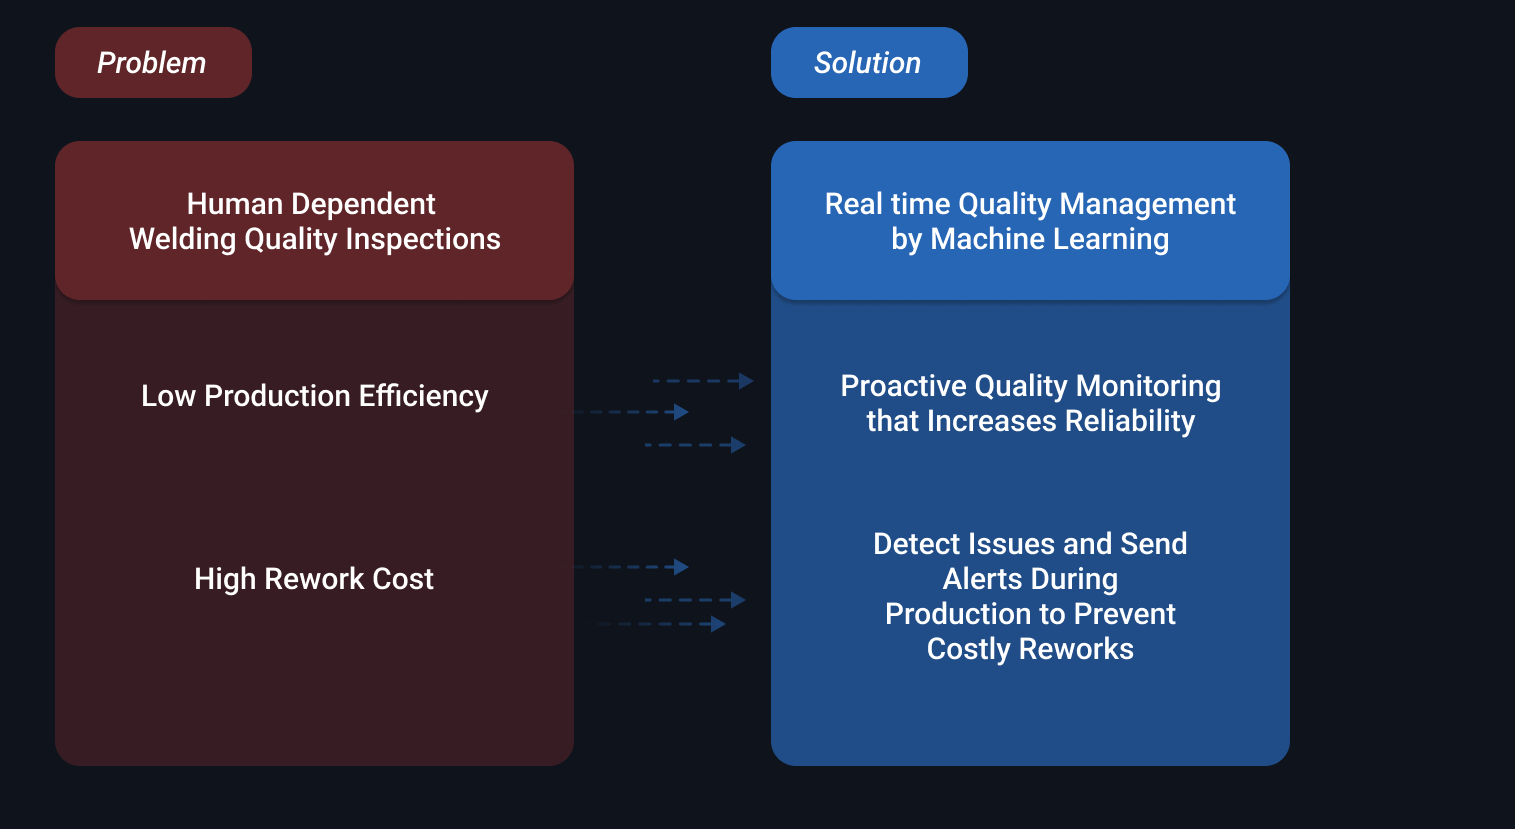 Problem
Solution
Human Dependent
Welding Quality Inspections
Low Production Efficiency
High Rework Cost
Real time Quality Management
by Machine Learning
Proactive Quality Monitoring
that Increases Reliability
Detect Issues and Send
Alerts During
Production to Prevent
Costly Reworks